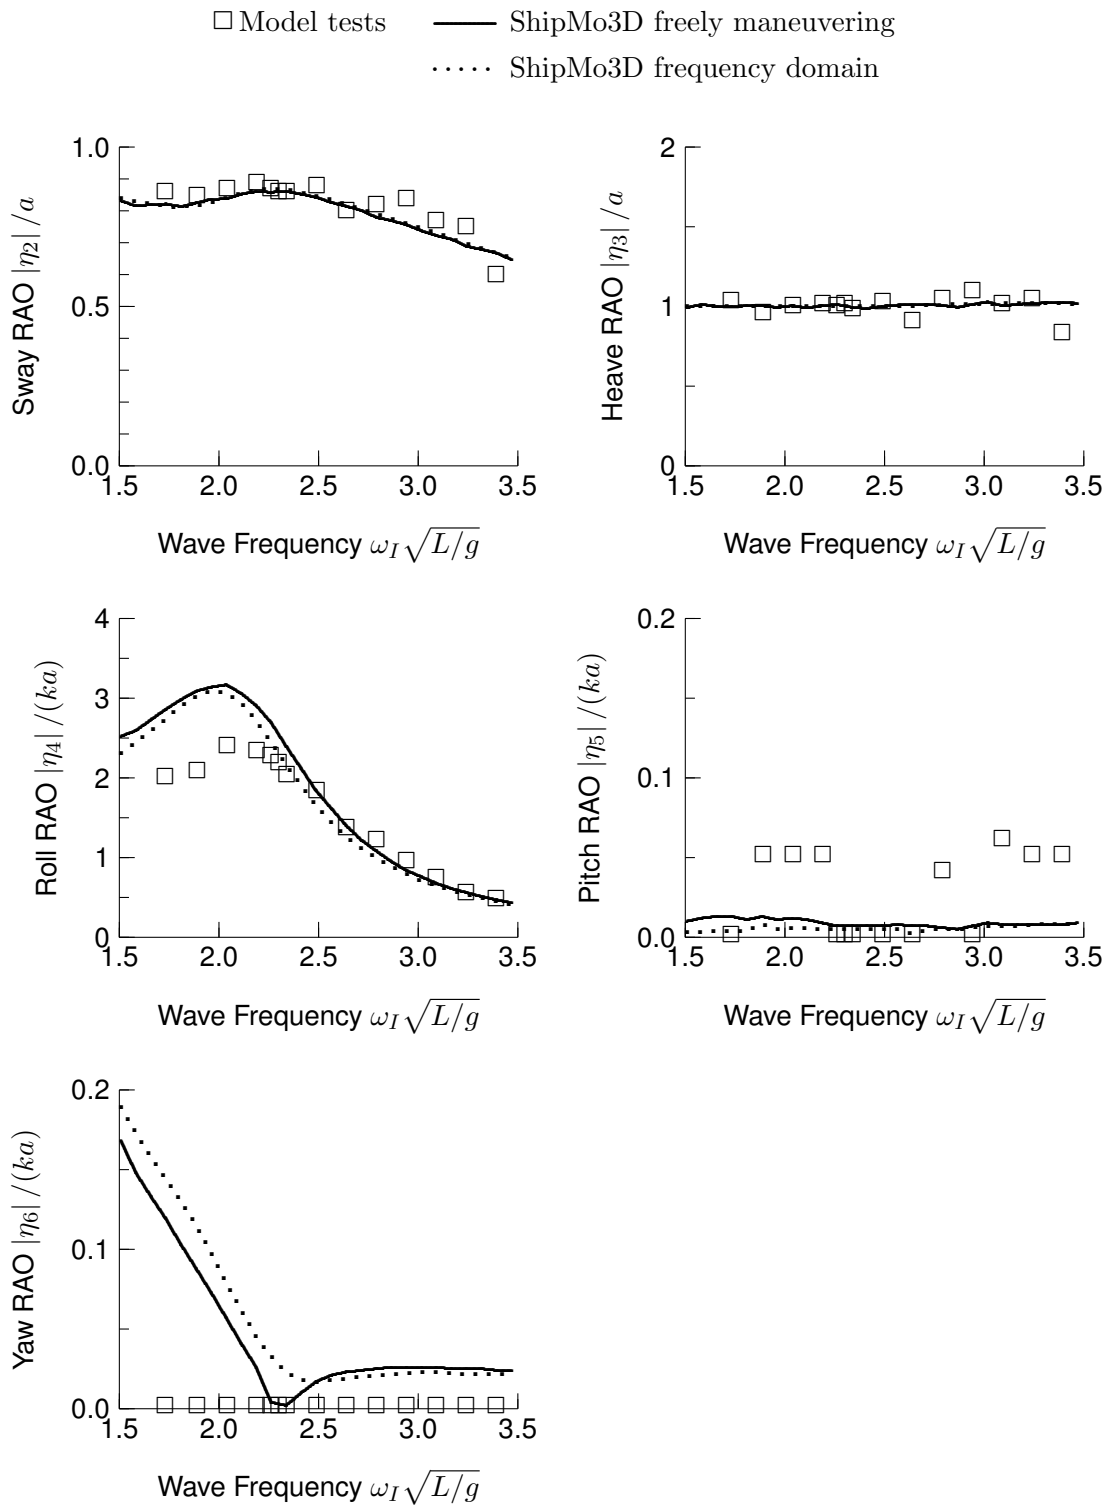 Model tests
ShipMo3D freely maneuvering
ShipMo3D frequency domain
Sway RAO |η₂|/a
1.0
0.5
0.0
1.5 2.0 2.5 3.0 3.5
Wave Frequency ω_I√(L/g)
Heave RAO |η₃|/a
2
1
0
1.5 2.0 2.5 3.0 3.5
Wave Frequency ω_I√(L/g)
Roll RAO |η₄|/(ka)
4
3
2
1
0
1.5 2.0 2.5 3.0 3.5
Wave Frequency ω_I√(L/g)
Pitch RAO |η₅|/(ka)
0.2
0.1
0.0
1.5 2.0 2.5 3.0 3.5
Wave Frequency ω_I√(L/g)
Yaw RAO |η₆|/(ka)
0.2
0.1
0.0
1.5 2.0 2.5 3.0 3.5
Wave Frequency ω_I√(L/g)